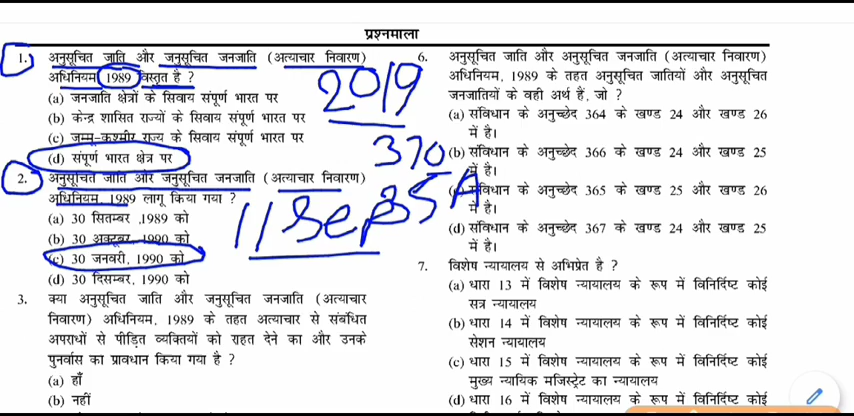 प्रश्नमाला
1. अनुसूचित जाति और जनुसूचित जनजाति (अत्याचार निवारण)
अधिनियम 1989 विस्तृत है ?
(a) जनजाति क्षेत्रों के सिवाय संपूर्ण भारत पर
(b) केन्द्र शासित राज्यों के सिवाय संपूर्ण भारत पर
(c) जम्मू-कश्मीर राज्य के सिवाय संपूर्ण भारत पर
(d) संपूर्ण भारत क्षेत्र पर
2. अनुसूचित जाति और जनुसूचित जनजाति (अत्याचार निवारण)
अधिनियम, 1989 लागू किया गया ?
(a) 30 सितम्बर ,1989 को
(b) 30 अक्टूबर, 1990 को
(c) 30 जनवरी, 1990 को
(d) 30 दिसम्बर, 1990 को
3. क्या अनुसूचित जाति और जनुसूचित जनजाति (अत्याचार
निवारण) अधिनियम, 1989 के तहत अत्याचार से संबंधित
अपराधों से पीड़ित व्यक्तियों को राहत देने का और उनके
पुनर्वास का प्रावधान किया गया है ?
(a) हाँ
(b) नहीं
2019
370
35 A
11 Sep
6. अनुसूचित जाति और अनुसूचित जनजाति (अत्याचार निवारण)
अधिनियम, 1989 के तहत अनुसूचित जातियों और अनुसूचित
जनजातियों के वही अर्थ हैं, जो ?
(a) संविधान के अनुच्छेद 364 के खण्ड 24 और खण्ड 26
में है।
(b) संविधान के अनुच्छेद 366 के खण्ड 24 और खण्ड 25
में है।
संविधान के अनुच्छेद 365 के खण्ड 25 और खण्ड 26
में है।
(d) संविधान के अनुच्छेद 367 के खण्ड 24 और खण्ड 25
में है।
7. विशेष न्यायालय से अभिप्रेत है ?
(a) धारा 13 में विशेष न्यायालय के रूप में विनिर्दिष्ट कोई
सत्र न्यायालय
(b) धारा 14 में विशेष न्यायालय के रूप में विनिर्दिष्ट कोई
सेशन न्यायालय
(c) धारा 15 में विशेष न्यायालय के रूप में विनिर्दिष्ट कोई
मुख्य न्यायिक मजिस्ट्रेट का न्यायालय
(d) धारा 16 में विशेष न्यायालय के रूप में विनिर्दिष्ट कोई